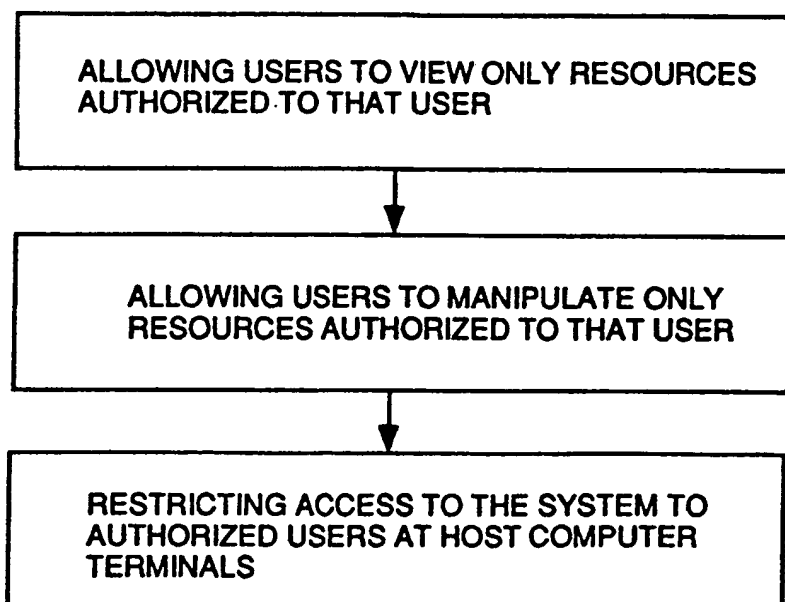 ALLOWING USERS TO VIEW ONLY RESOURCES
AUTHORIZED TO THAT USER
ALLOWING USERS TO MANIPULATE ONLY
RESOURCES AUTHORIZED TO THAT USER
RESTRICTING ACCESS TO THE SYSTEM TO
AUTHORIZED USERS AT HOST COMPUTER
TERMINALS